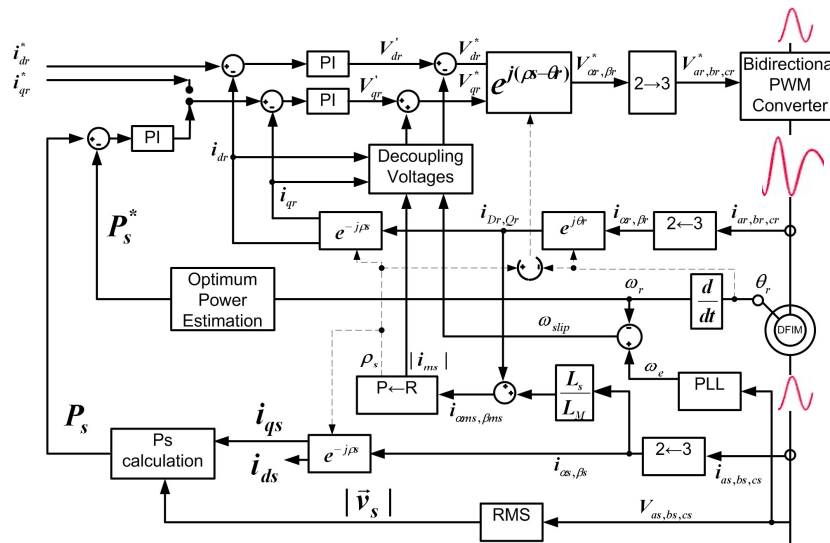 i*dr
i*qr
PI
V'dr
V*dr
PI
V'qr
V*qr
e^j(ρs−θr)
V*αr,βr
2→3
V*ar,br,cr
Bidirectional
PWM
Converter
PI
idr
iqr
Decoupling
Voltages
P*s
e^−jρs
iDr,Qr
e^jθr
iαr,βr
2←3
iar,br,cr
Optimum
Power
Estimation
ωr
d
dt
θr
DFIM
ωslip
ρs
|ims|
P←R
iαms,βms
Ls
LM
ωe
PLL
Ps
Ps
calculation
iqs
ids
e^−jρs
iαs,βs
2←3
ias,bs,cs
|v⃗s|
RMS
Vas,bs,cs